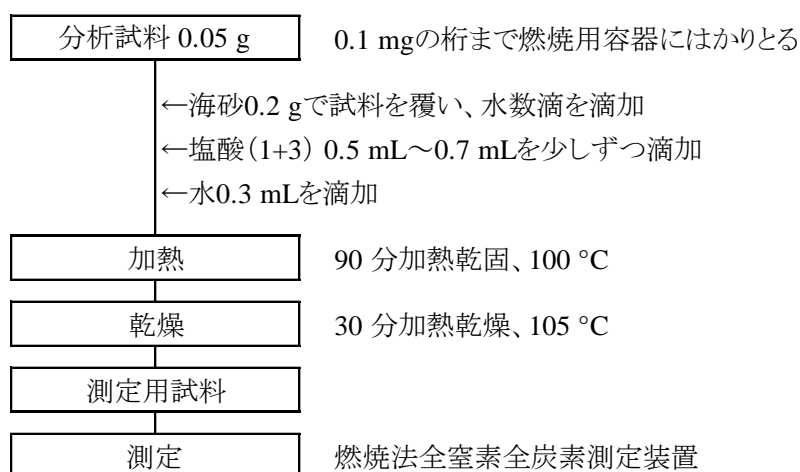 分析試料 0.05 g 0.1 mgの桁まで燃焼用容器にはかりとる
←海砂0.2 gで試料を覆い、水数滴を滴加
←塩酸（1+3） 0.5 mL～0.7 mLを少しずつ滴加
←水0.3 mLを滴加
加熱 90 分加熱乾固、100 °C
乾燥 30 分加熱乾燥、105 °C
測定用試料
測定 燃焼法全窒素全炭素測定装置